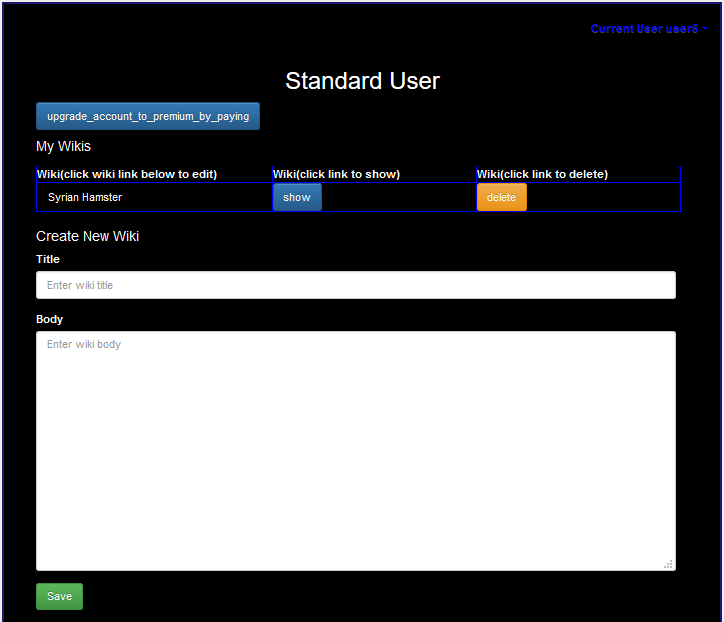 Current User user6
Standard User
upgrade_account_to_premium_by_paying
My Wikis
Wiki(click wiki link below to edit) Wiki(click link to show) Wiki(click link to delete)
Syrian Hamster show delete
Create New Wiki
Title
Enter wiki title
Body
Enter wiki body
Save